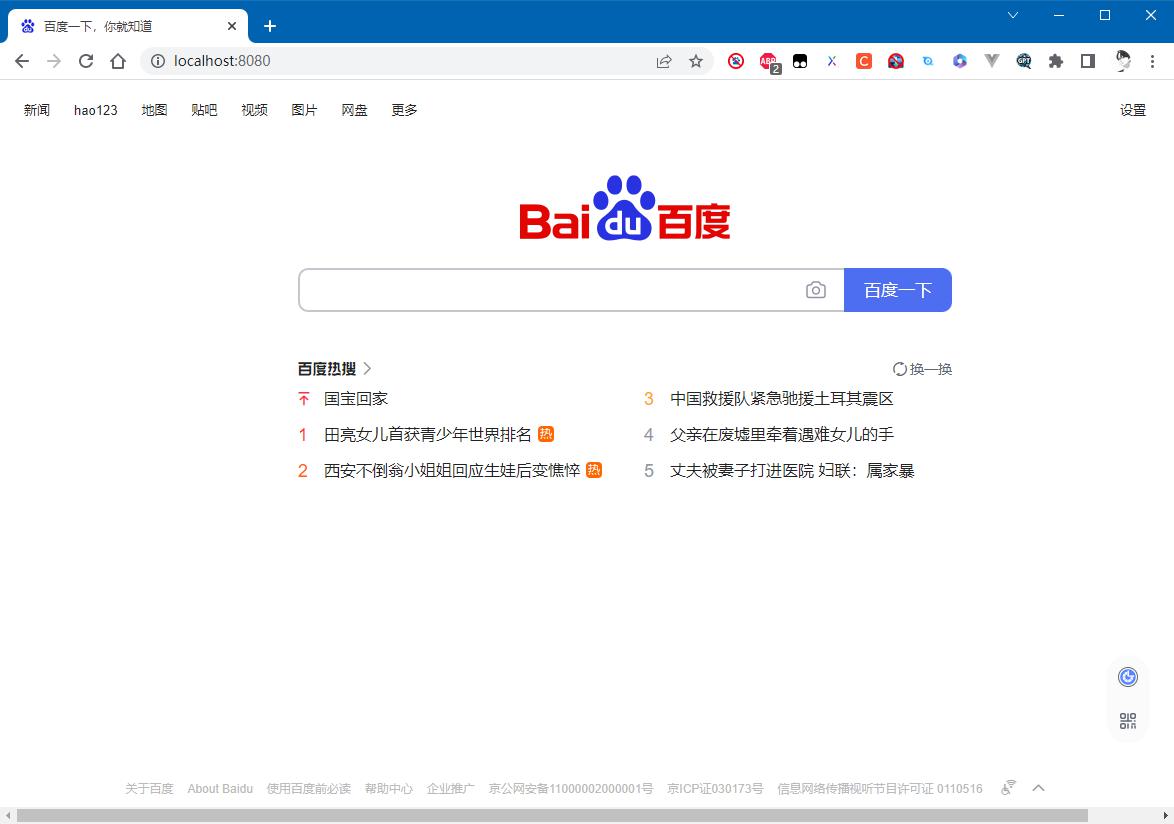 百度一下，你就知道
localhost:8080
ABP 2 X C GPT
新闻 hao123 地图 贴吧 视频 图片 网盘 更多 设置
Bai du 百度
百度一下
百度热搜 换一换
国宝回家
1 田亮女儿首获青少年世界排名 热
2 西安不倒翁小姐姐回应生娃后变憔悴 热
3 中国救援队紧急驰援土耳其震区
4 父亲在废墟里牵着遇难女儿的手
5 丈夫被妻子打进医院 妇联：属家暴
关于百度 About Baidu 使用百度前必读 帮助中心 企业推广 京公网安备11000002000001号 京ICP证030173号 信息网络传播视听节目许可证 0110516